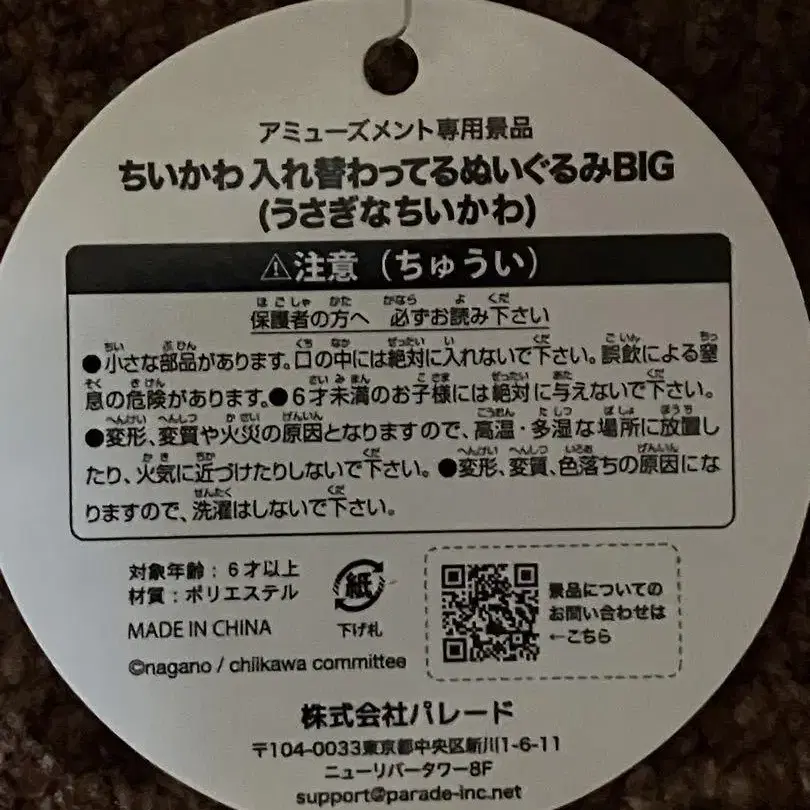 アミューズメント専用景品
ちいかわ 入れ替わってるぬいぐるみBIG
(うさぎなちいかわ)
⚠注意（ちゅうい）
保護者の方へ 必ずお読み下さい
●小さな部品があります。口の中には絶対に入れないで下さい。誤飲による窒
息の危険があります。●6才未満のお子様には絶対に与えないで下さい。
●変形、変質や火災の原因となりますので、高温・多湿な場所に放置し
たり、火気に近づけたりしないで下さい。●変形、変質、色落ちの原因にな
りますので、洗濯はしないで下さい。
対象年齢：6才以上
材質：ポリエステル
MADE IN CHINA
©nagano / chiikawa committee
紙
下げ札
景品についての
お問い合わせは
←こちら
株式会社パレード
〒104-0033東京都中央区新川1-6-11
ニューリバータワー8F
support@parade-inc.net